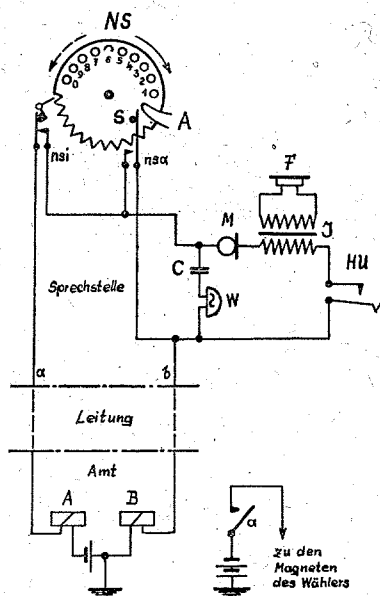 NS
0 9 8 7 6 5 4 3 2 1
S
A
nsi
nsa
F
M
J
HU
C
W
Sprechstelle
a
b
Leitung
Amt
A
B
a
zu den
Magneten
des Wählers